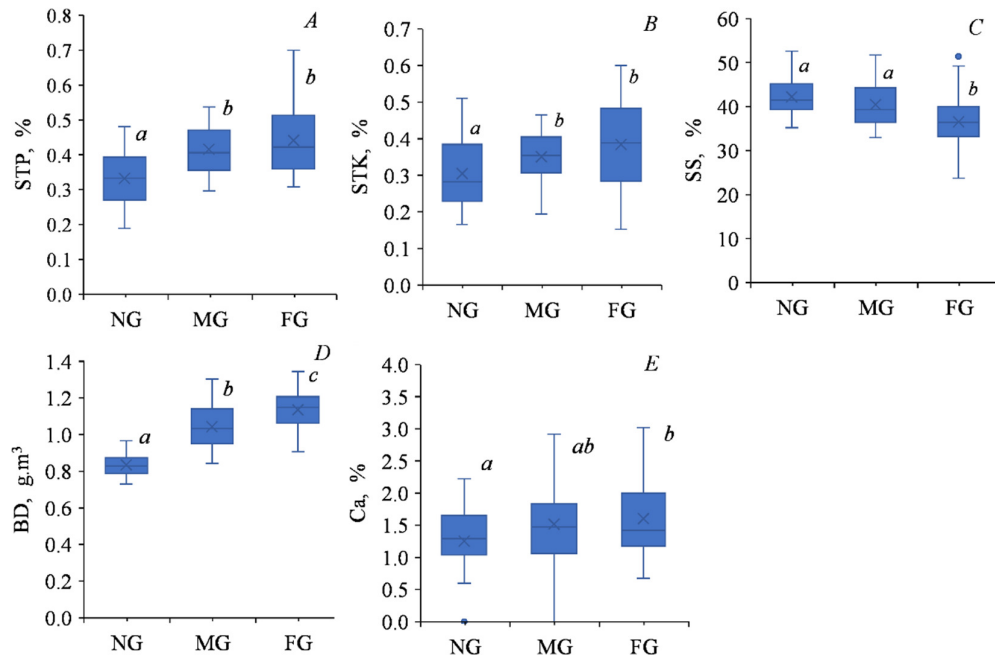 A
STP, %
0.8
0.7
0.6
0.5
0.4
0.3
0.2
0.1
0.0
a
b
b
NG MG FG
B
STK, %
0.7
0.6
0.5
0.4
0.3
0.2
0.1
0.0
a
b
b
NG MG FG
C
SS, %
60
50
40
30
20
10
0
a
a
b
NG MG FG
D
BD, g.m³
1.4
1.2
1.0
0.8
0.6
0.4
0.2
0.0
a
b
c
NG MG FG
E
Ca, %
4.0
3.5
3.0
2.5
2.0
1.5
1.0
0.5
0.0
a
ab
b
NG MG FG